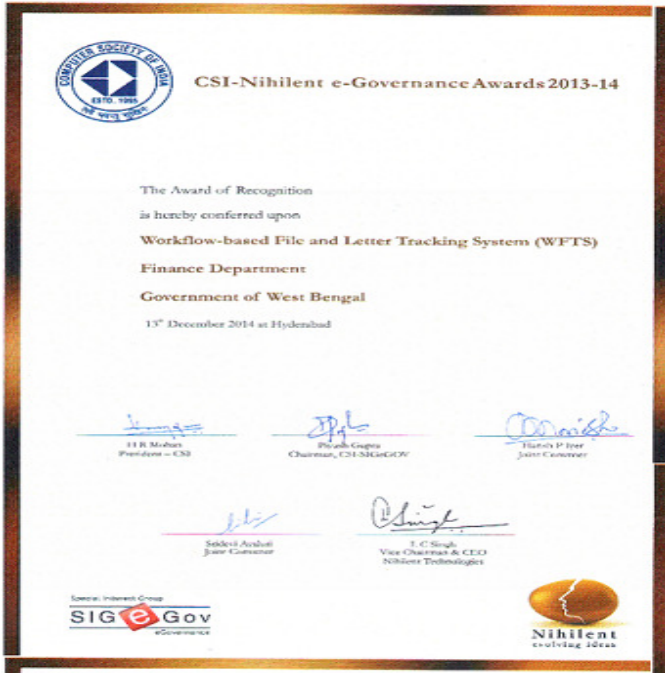 COMPUTER SOCIETY OF INDIA
ESTD. 1965
CSI-Nihilent e-Governance Awards 2013-14
The Award of Recognition
is hereby conferred upon
Workflow-based File and Letter Tracking System (WFTS)
Finance Department
Government of West Bengal
13th December 2014 at Hyderabad
H R Mohan
President – CSI
Piyush Gupta
Chairman, CSI-SIGeGOV
Harish P Iyer
Joint Convener
Joint Convener
L C Singh
Vice Chairman & CEO
Nihilent Technologies
Special Interest Group
SIG e Gov
eGovernance
Nihilent
evolving ideas